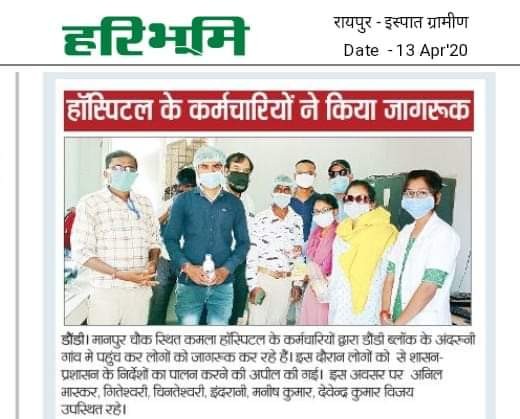 हरिभूमि
रायपुर - इस्पात ग्रामीण
Date - 13 Apr'20
हॉस्पिटल के कर्मचारियों ने किया जागरूक
डौंडी। मानपुर चौक स्थित कमला हॉस्पिटल के कर्मचारियों द्वारा डौंडी ब्लॉक के अंदरूनी
गांव मे पहुंच कर लोगों को जागरूक कर रहे हैं। इस दौरान लोगों को से शासन-
प्रशासन के निर्देशों का पालन करने की अपील की गई। इस अवसर पर अनिल
भास्कर, गितेश्वरी, चिनतेश्वरी, इंदरानी, मनीष कुमार, देवेन्द्र कुमार विजय
उपस्थित रहे।